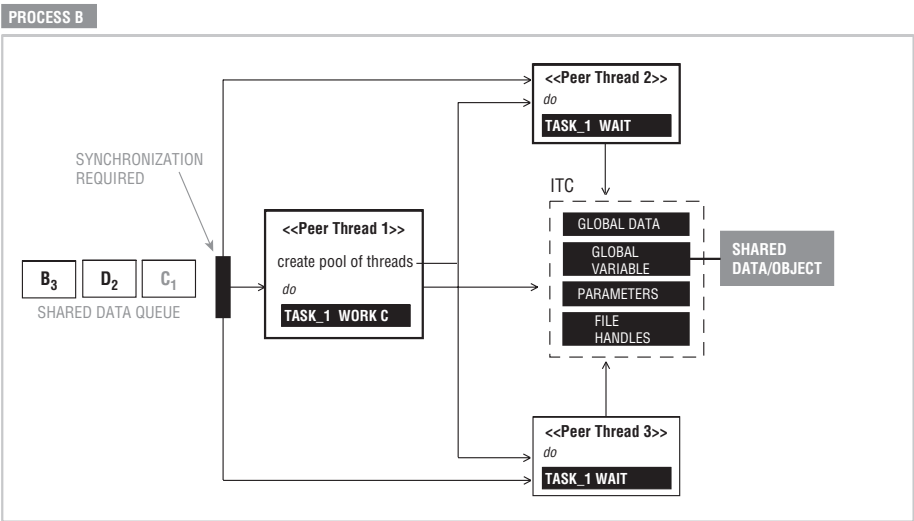 PROCESS B
<<Peer Thread 2>>
do
TASK_1 WAIT
SYNCHRONIZATION
REQUIRED
ITC
<<Peer Thread 1>>
create pool of threads
do
TASK_1 WORK C
B3
D2
C1
SHARED DATA QUEUE
GLOBAL DATA
GLOBAL
VARIABLE
PARAMETERS
FILE
HANDLES
SHARED
DATA/OBJECT
<<Peer Thread 3>>
do
TASK_1 WAIT